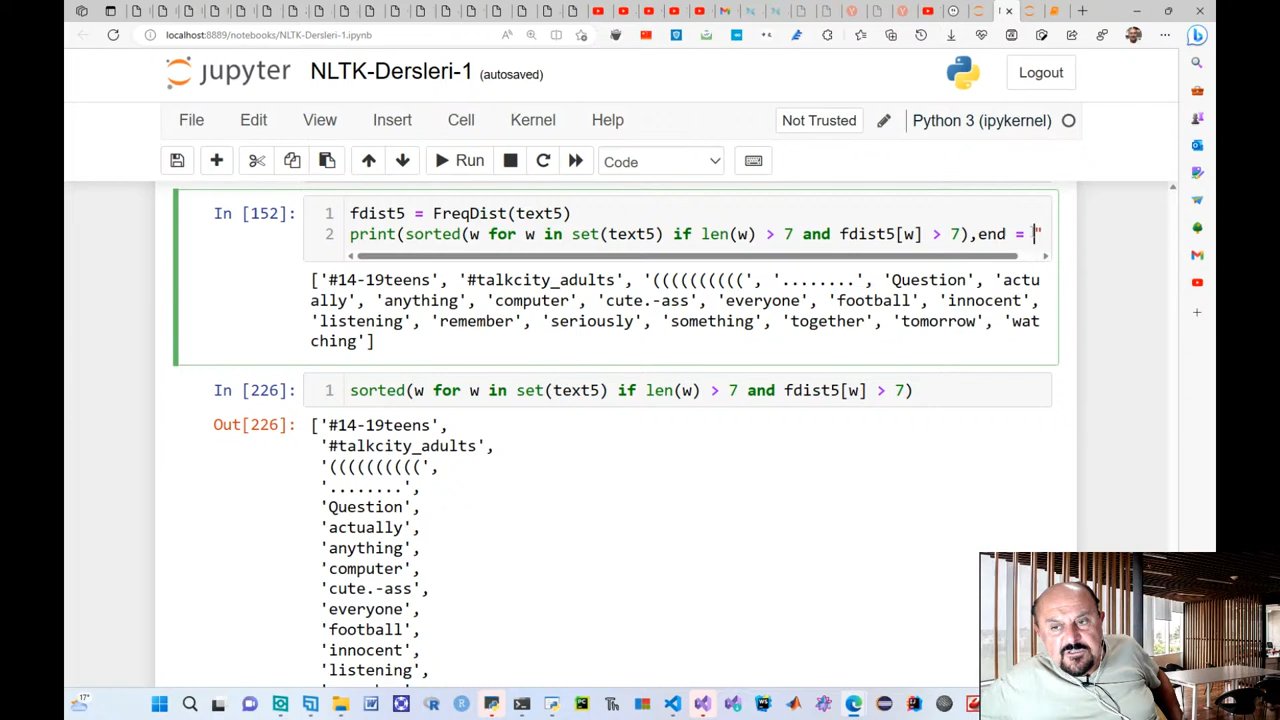 localhost:8889/notebooks/NLTK-Dersleri-1.ipynb
jupyter NLTK-Dersleri-1 (autosaved)
Logout
File Edit View Insert Cell Kernel Help
Not Trusted Python 3 (ipykernel)
Run Code
In [152]:
1 fdist5 = FreqDist(text5)
2 print(sorted(w for w in set(text5) if len(w) > 7 and fdist5[w] > 7),end = "
['#14-19teens', '#talkcity_adults', '((((((((((', '........', 'Question', 'actu
ally', 'anything', 'computer', 'cute.-ass', 'everyone', 'football', 'innocent',
'listening', 'remember', 'seriously', 'something', 'together', 'tomorrow', 'wat
ching']
In [226]:
1 sorted(w for w in set(text5) if len(w) > 7 and fdist5[w] > 7)
Out[226]:
['#14-19teens',
'#talkcity_adults',
'((((((((((',
'........',
'Question',
'actually',
'anything',
'computer',
'cute.-ass',
'everyone',
'football',
'innocent',
'listening',
17°